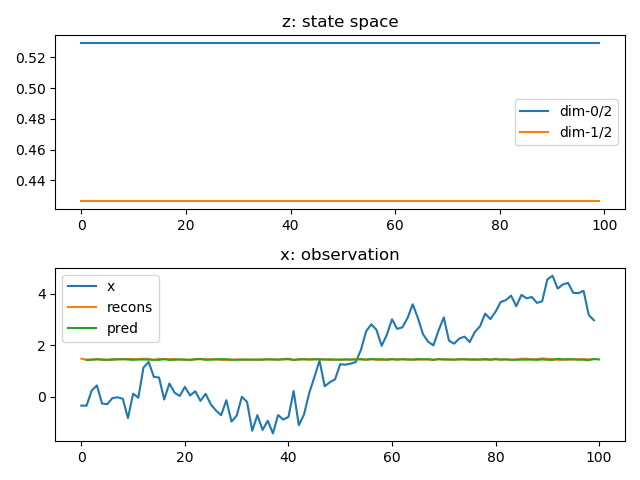 z: state space
0.52
0.50
0.48
0.46
0.44
dim-0/2
dim-1/2
0 20 40 60 80 100
x: observation
4
2
0
x
recons
pred
0 20 40 60 80 100